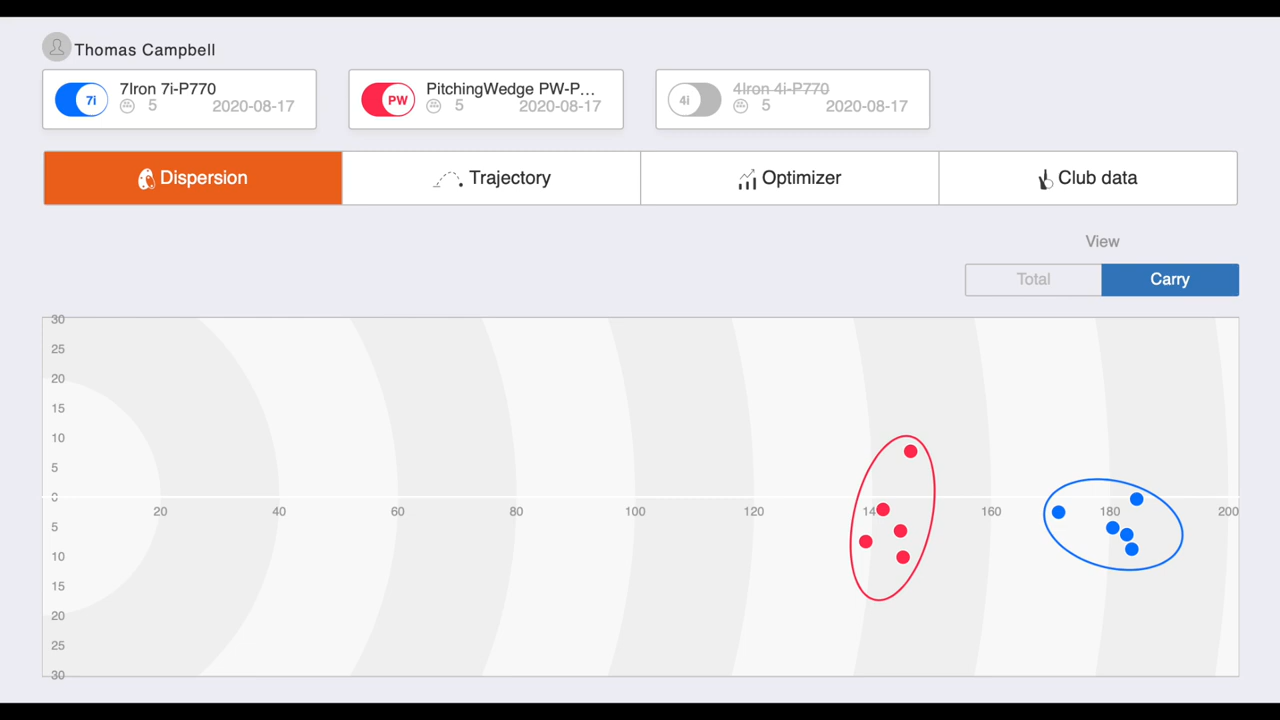 Thomas Campbell
7i 7Iron 7i-P770
5 2020-08-17
PW PitchingWedge PW-P...
5 2020-08-17
4i 4Iron 4i-P770
5 2020-08-17
Dispersion Trajectory Optimizer Club data
View
Total Carry
30
25
20
15
10
5
0
20 40 60 80 100 120 14 160 180 200
5
10
15
20
25
30